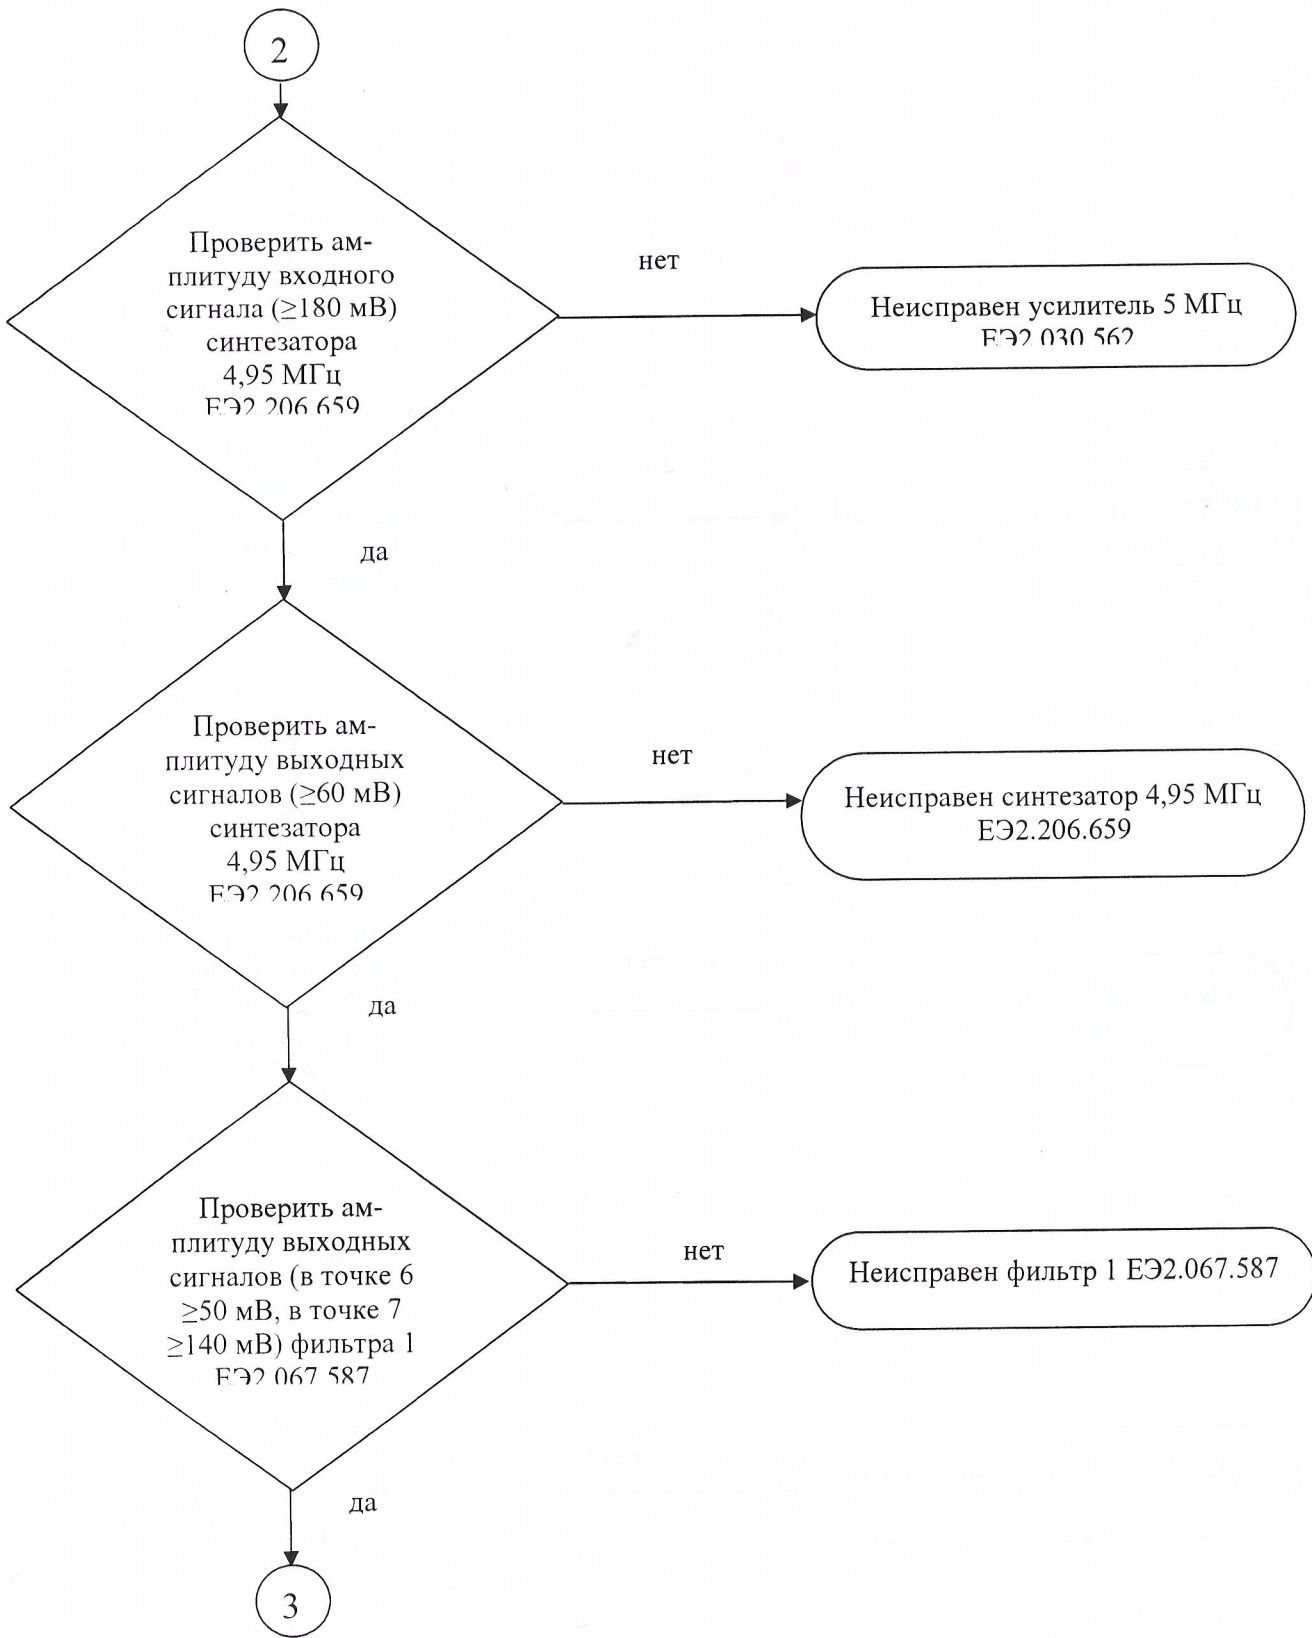 2
Проверить ам-
плитуду входного
сигнала (≥180 мВ)
синтезатора
4,95 МГц
ЕЭ2.206.659
нет
Неисправен усилитель 5 МГц
ЕЭ2.030.562
да
Проверить ам-
плитуду выходных
сигналов (≥60 мВ)
синтезатора
4,95 МГц
ЕЭ2.206.659
нет
Неисправен синтезатор 4,95 МГц
ЕЭ2.206.659
да
Проверить ам-
плитуду выходных
сигналов (в точке 6
≥50 мВ, в точке 7
≥140 мВ) фильтра 1
ЕЭ2.067.587
нет
Неисправен фильтр 1 ЕЭ2.067.587
да
3